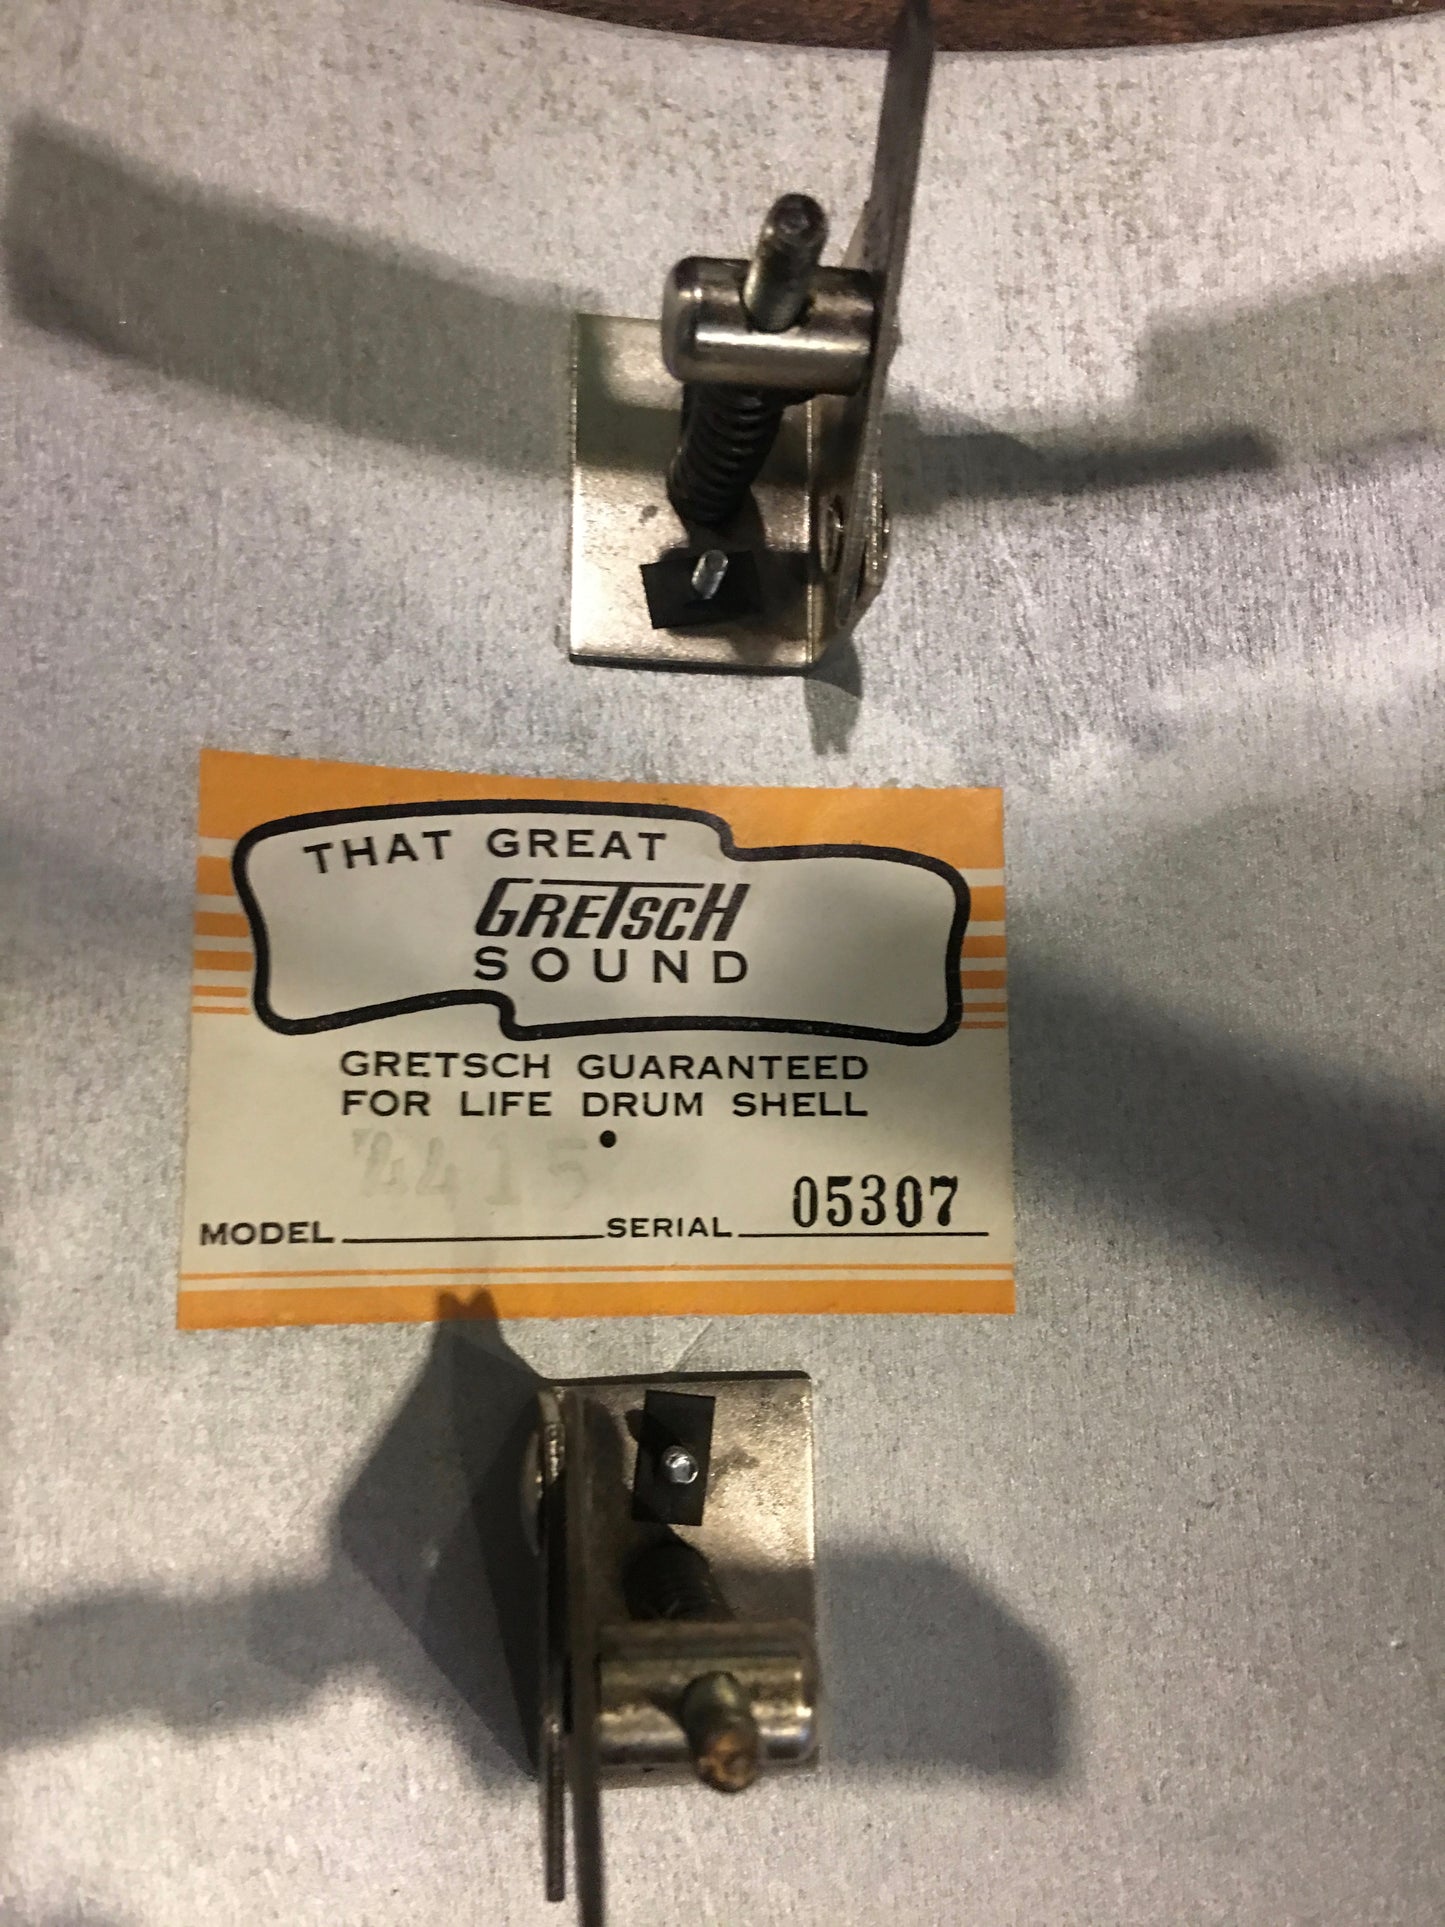 THAT GREAT
GRETSCH
SOUND
GRETSCH GUARANTEED
FOR LIFE DRUM SHELL
4415
MODEL SERIAL 05307